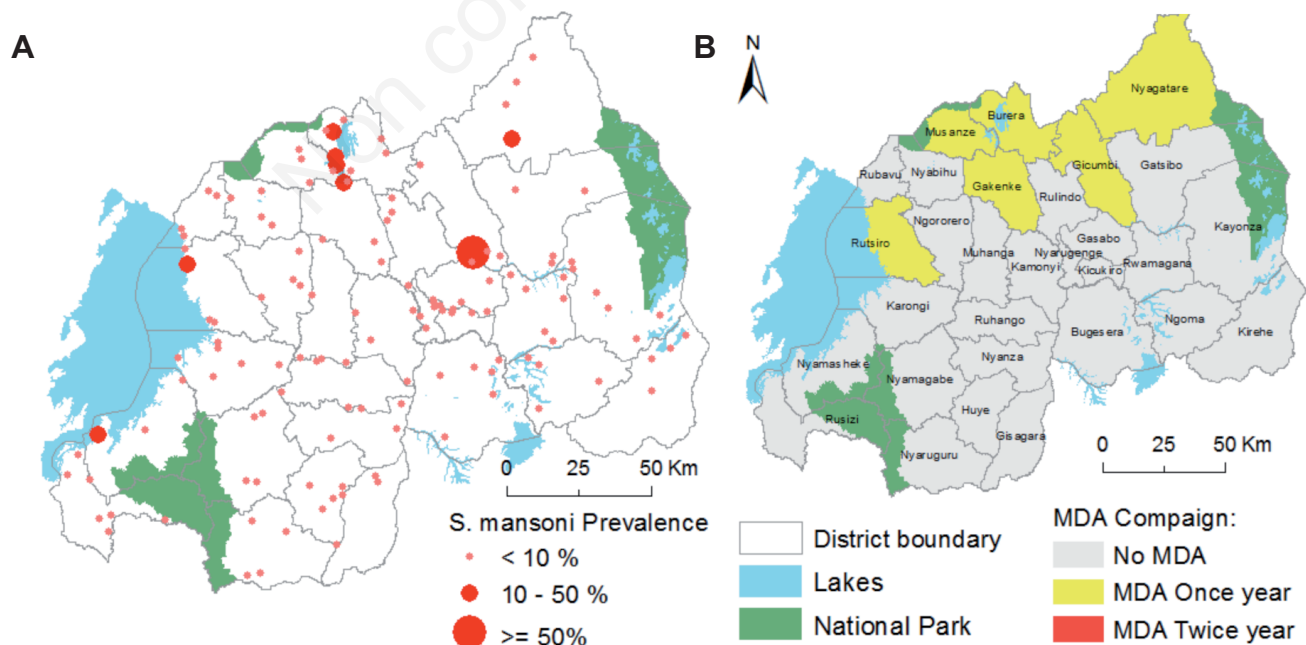 A
Non co
B
N
Nyagatare
Burera
Musanze
Gicumbi
Gatsibo
Rubavu
Nyabihu
Gakenke
Rulindo
Ngororero
Kayonza
Rutsiro
Gasabo
Muhanga
Nyarugenge
Kamonyi
Kicukiro
Rwamagana
Karongi
Ruhango
Bugesera
Ngoma
Kirehe
Nyamasheke
Nyanza
Nyamagabe
Huye
Rusizi
Gisagara
Nyaruguru
0 25 50 Km
0 25 50 Km
S. mansoni Prevalence
< 10 %
10 - 50 %
>= 50%
District boundary
Lakes
National Park
MDA Compaign:
No MDA
MDA Once year
MDA Twice year